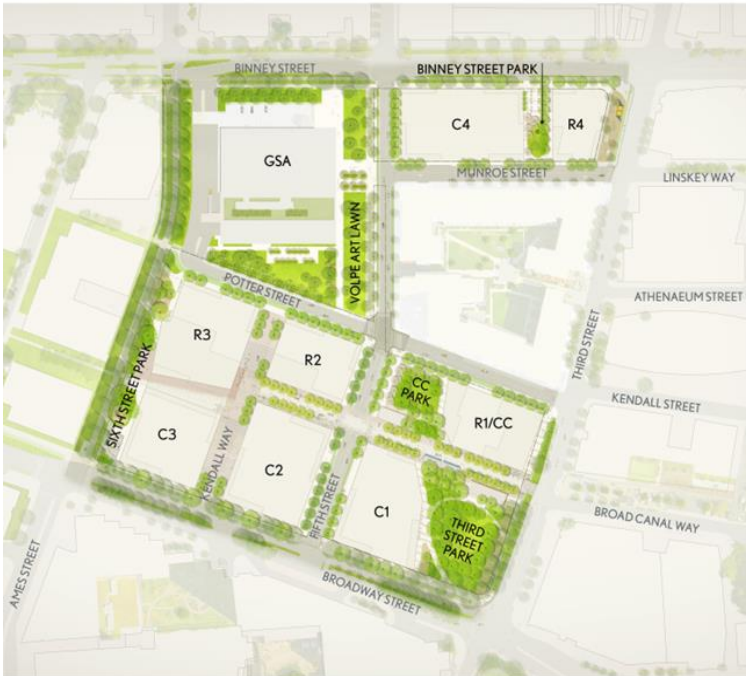 BINNEY STREET
BINNEY STREET PARK
C4
R4
GSA
MUNROE STREET
LINSKEY WAY
VOLPE ART LAWN
POTTER STREET
ATHENAEUM STREET
THIRD STREET
R3
R2
CC
PARK
R1/CC
KENDALL STREET
SIXTH STREET PARK
C3
KENDALL WAY
C2
FIFTH STREET
C1
THIRD
STREET
PARK
BROAD CANAL WAY
AMES STREET
BROADWAY STREET